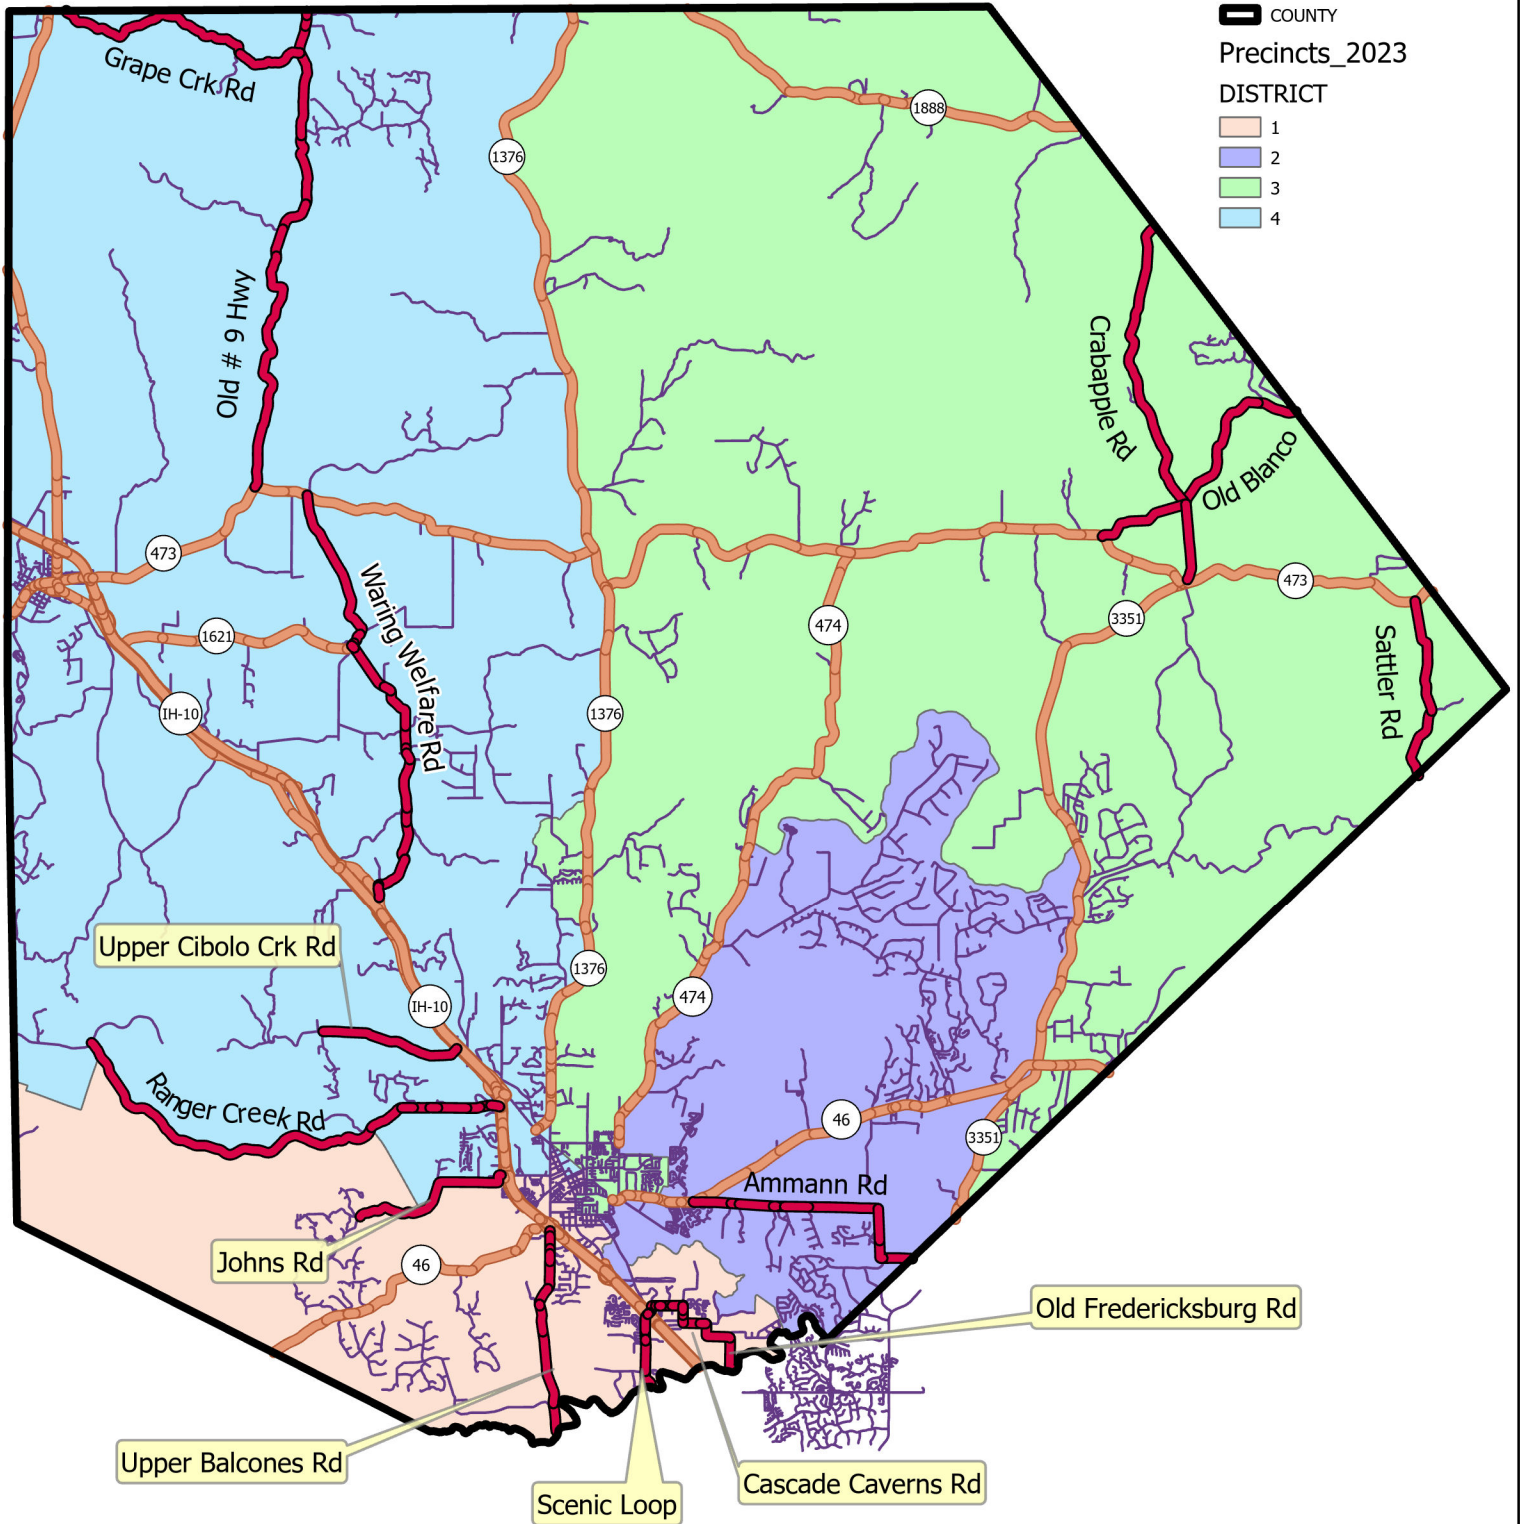 COUNTY
Precincts_2023
DISTRICT
1
2
3
4
Grape Crk Rd
1888
1376
Old # 9 Hwy
Crabapple Rd
Old Blanco
473
Waring Welfare Rd
473
1621
474
3351
Sattler Rd
IH-10
1376
Upper Cibolo Crk Rd
1376
474
IH-10
Ranger Creek Rd
46
3351
Ammann Rd
Johns Rd
46
Old Fredericksburg Rd
Upper Balcones Rd
Scenic Loop
Cascade Caverns Rd